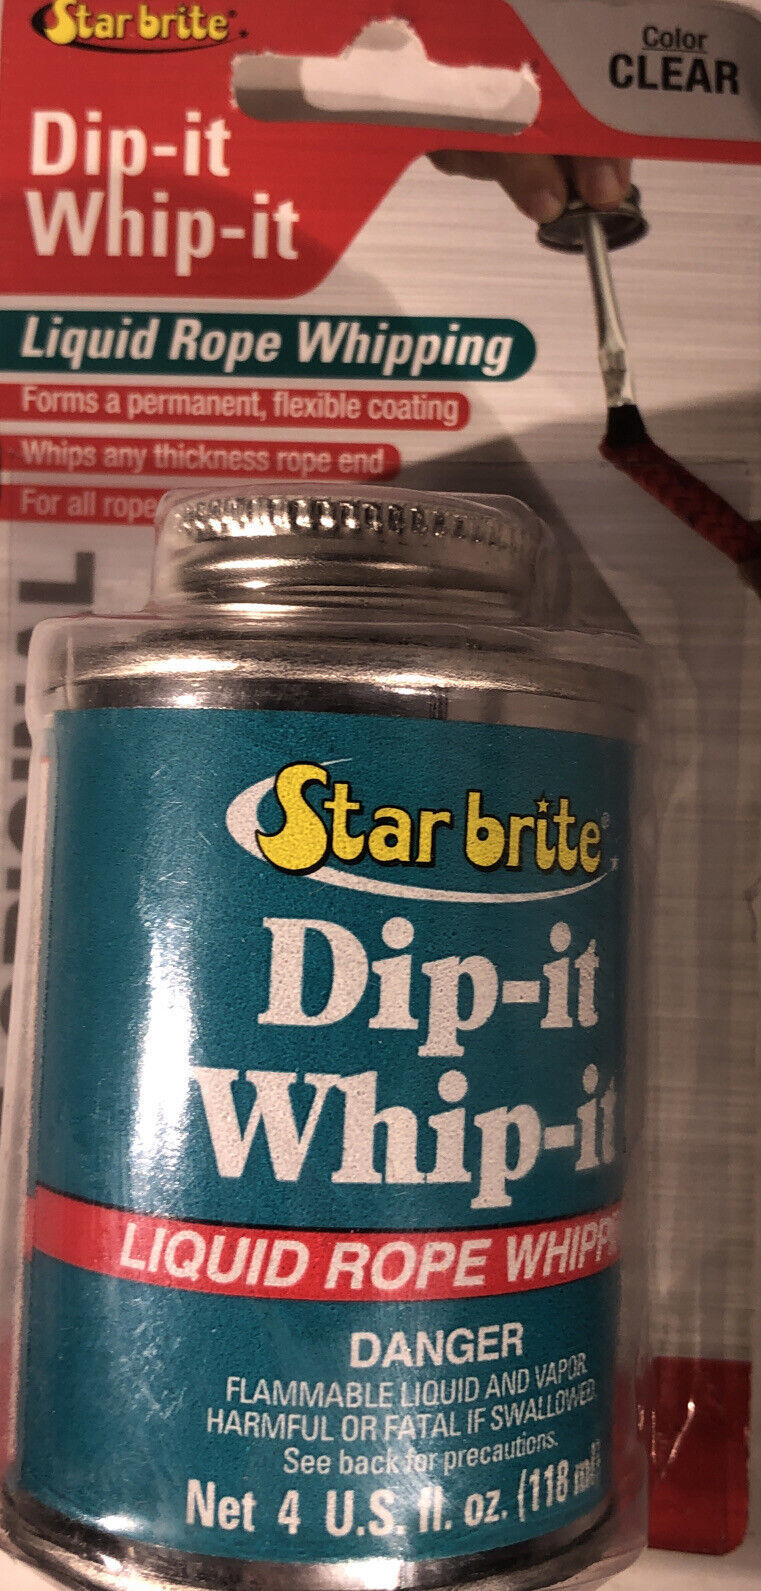 Star brite®
Color
CLEAR
Dip-it
Whip-it
Liquid Rope Whipping
Forms a permanent, flexible coating
Whips any thickness rope end
For all rope
Star brite®
Dip-it
Whip-it
LIQUID ROPE WHIPPI
DANGER
FLAMMABLE LIQUID AND VAPOR.
HARMFUL OR FATAL IF SWALLOWED.
See back for precautions.
Net 4 U.S. fl. oz. (118 ml)